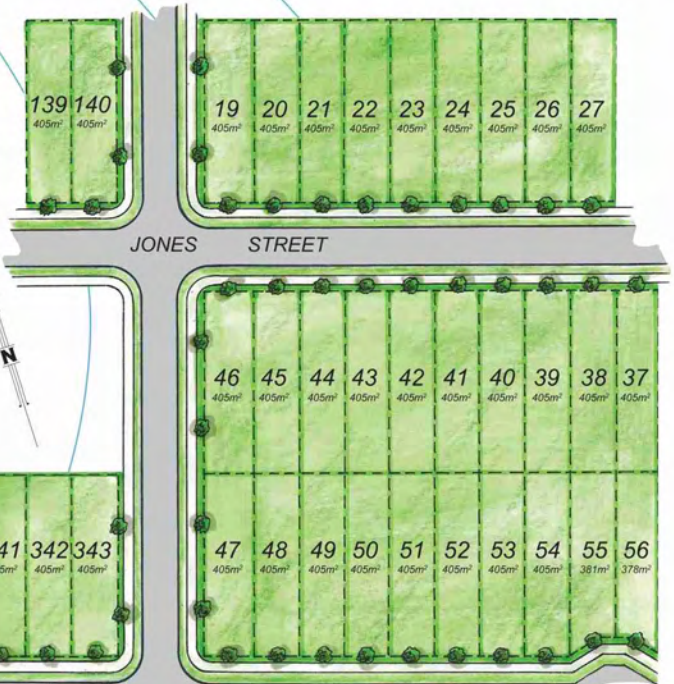 139 140 19 20 21 22 23 24 25 26 27
405m² 405m² 405m² 405m² 405m² 405m² 405m² 405m² 405m² 405m² 405m²
JONES STREET
N
46 45 44 43 42 41 40 39 38 37
405m² 405m² 405m² 405m² 405m² 405m² 405m² 405m² 405m² 405m²
41 342 343 47 48 49 50 51 52 53 54 55 56
5m² 405m² 405m² 405m² 405m² 405m² 405m² 405m² 405m² 405m² 405m² 381m² 378m²